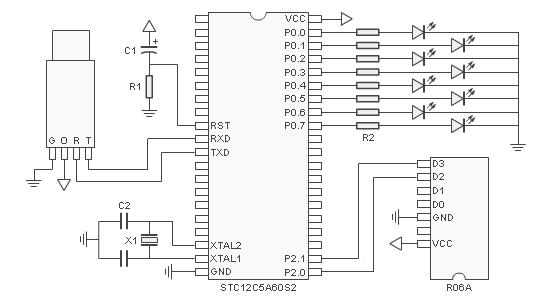 VCC
P0.0
C1 +
P0.1
P0.2
P0.3
R1
P0.4
P0.5
P0.6
RST P0.7
G O R T
RXD
R2
TXD
D3
D2
D1
C2
D0
GND
X1
XTAL2
VCC
XTAL1 P2.1
GND P2.0
STC12C5A60S2
R06A